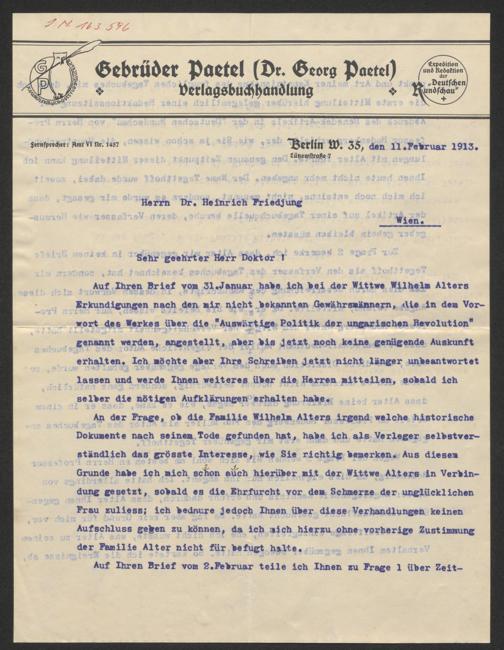 I N 163 596
Gebrüder Paetel (Dr. Georg Paetel)
Verlagsbuchhandlung
Expedition
und Redaktion
der „Deutschen
Rundschau“
Fernsprecher: Amt VI Nr. 1457
Berlin W. 35, den 11. Februar 1913.
Lützowstraße 7
Herrn Dr. Heinrich Friedjung
Wien.
Sehr geehrter Herr Doktor !
Auf Ihren Brief vom 31.Januar habe ich bei der Wittwe Wilhelm Alters
Erkundigungen nach den mir nicht bekannten Gewährsmännern, die in dem Vor-
wort des Werkes über die "Auswärtige Politik der ungarischen Revolution"
genannt werden, angestellt, aber bis jetzt noch keine genügende Auskunft
erhalten. Ich möchte aber Ihre Schreiben jetzt nicht länger unbeantwortet
lassen und werde Ihnen weiteres über die Herren mitteilen, sobald ich
selber die nötigen Aufklärungen erhalten habe.
An der Frage, ob die Familie Wilhelm Alters irgend welche historische
Dokumente nach seinem Tode gefunden hat, habe ich als Verleger selbstver-
ständlich das grösste Interesse, wie Sie richtig bemerken. Aus diesem
Grunde habe ich mich schon auch hierüber mit der Wittwe Alters in Verbin-
dung gesetzt, sobald es die Ehrfurcht vor dem Schmerze der unglücklichen
Frau zuliess; ich bedaure jedoch Ihnen über diese Verhandlungen keinen
Aufschluss geben zu können, da ich mich hierzu ohne vorherige Zustimmung
der Familie Alter nicht für befugt halte.
Auf Ihren Brief vom 2.Februar teile ich Ihnen zu Frage 1 über Zeit-